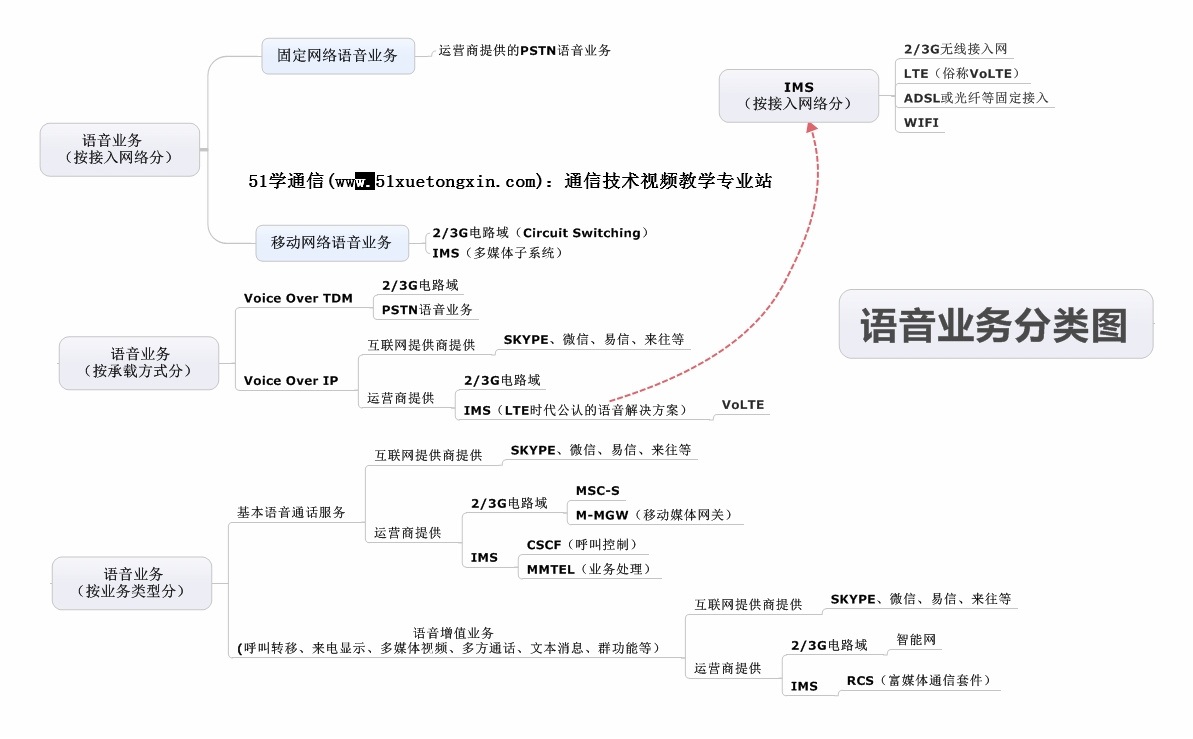 固定网络语音业务
运营商提供的PSTN语音业务
语音业务
（按接入网络分）
51学通信(www.51xuetongxin.com)：通信技术视频教学专业站
移动网络语音业务
2/3G电路域（Circuit Switching）
IMS（多媒体子系统）
IMS
（按接入网络分）
2/3G无线接入网
LTE（俗称VoLTE）
ADSL或光纤等固定接入
WIFI
语音业务分类图
语音业务
（按承载方式分）
Voice Over TDM
2/3G电路域
PSTN语音业务
Voice Over IP
互联网提供商提供
SKYPE、微信、易信、来往等
运营商提供
2/3G电路域
IMS（LTE时代公认的语音解决方案）
VoLTE
语音业务
（按业务类型分）
基本语音通话服务
互联网提供商提供
SKYPE、微信、易信、来往等
运营商提供
2/3G电路域
MSC-S
M-MGW（移动媒体网关）
IMS
CSCF（呼叫控制）
MMTEL（业务处理）
语音增值业务
(呼叫转移、来电显示、多媒体视频、多方通话、文本消息、群功能等）
互联网提供商提供
SKYPE、微信、易信、来往等
运营商提供
2/3G电路域
智能网
IMS
RCS（富媒体通信套件）